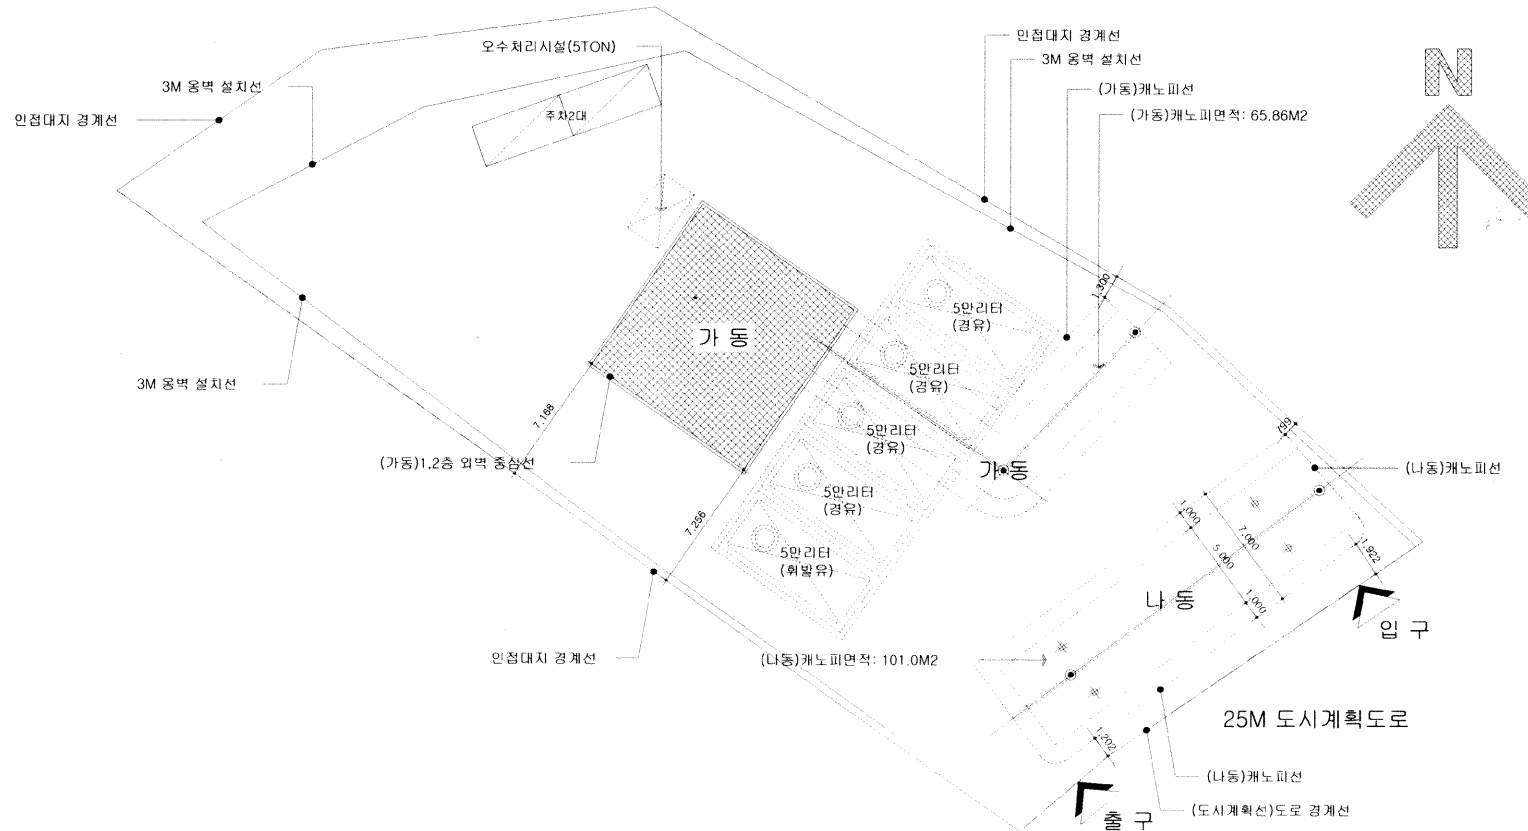 오수처리시설(5TON)
인접대지 경계선
3M 옹벽 설치선
(가동)캐노피선
(가동)캐노피면적: 65.86M2
N
3M 옹벽 설치선
인접대지 경계선
주차2대
1,300
5만리터
(경유)
가 동
5만리터
(경유)
3M 옹벽 설치선
7,168
799
5만리터
(경유)
(가동)1,2층 외벽 중심선
가 동
(나동)캐노피선
5만리터
(경유)
7,256
1,000
7,000
5,000
1,922
1,000
5만리터
(휘발유)
나 동
입 구
인접대지 경계선
(나동)캐노피면적: 101.0M2
25M 도시계획도로
1,202
(나동)캐노피선
(도시계획선)도로 경계선
출 구